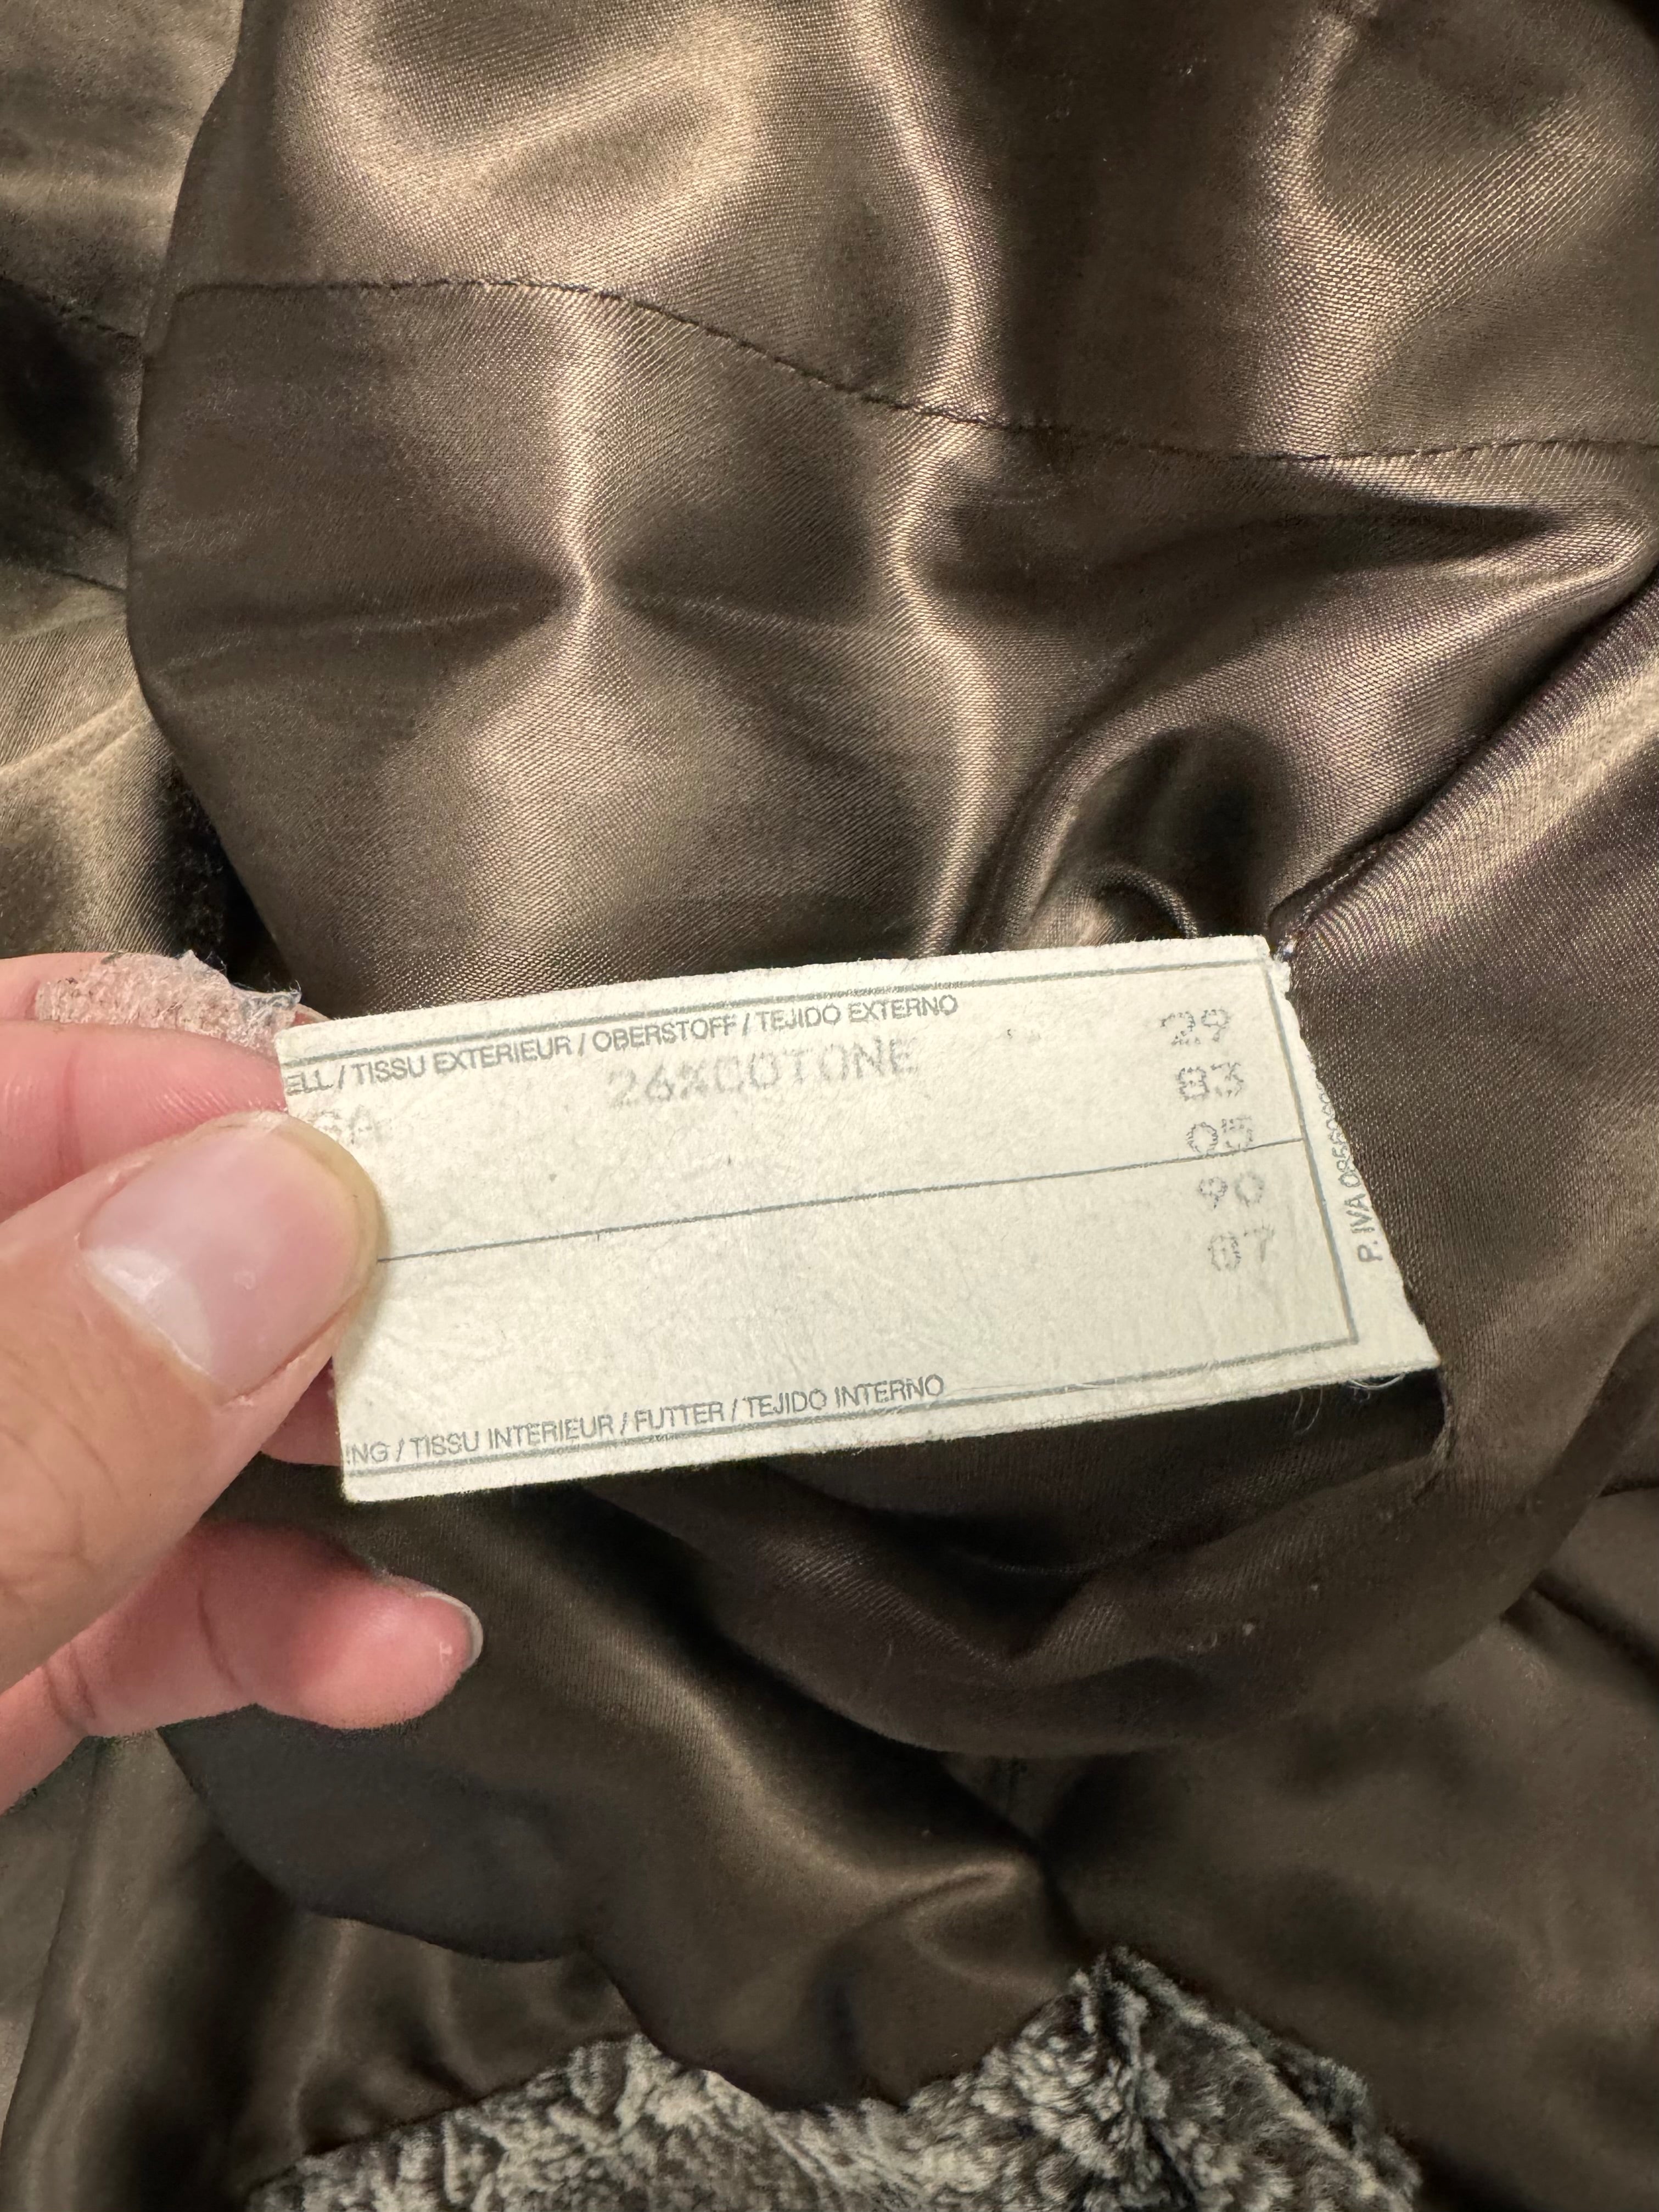 ELL / TISSU EXTERIEUR / OBERSTOFF / TEJIDO EXTERNO
26%COTONE
29
83
05
90
07
ING / TISSU INTERIEUR / FUTTER / TEJIDO INTERNO
P. IVA